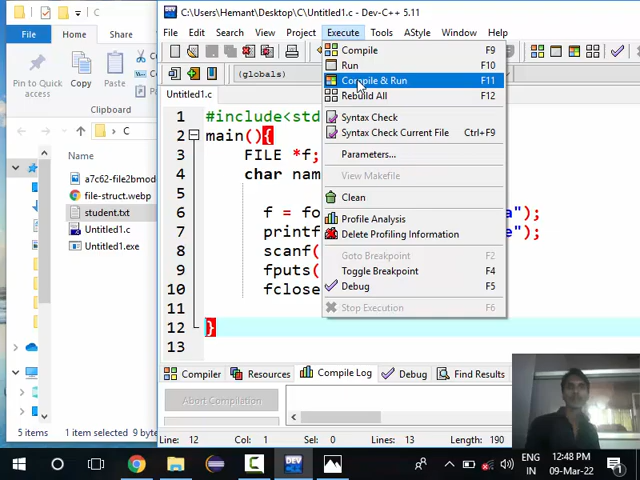 C:\Users\Hemant\Desktop\C\Untitled1.c - Dev-C++ 5.11
File Edit Search View Project Execute Tools AStyle Window Help
File Home Share
Pin to Quick access
Copy
Paste
C
Name
a7c62-file2bmod
file-struct.webp
student.txt
Untitled1.c
Untitled1.exe
5 items 1 item selected 9 byte
(globals)
Untitled1.c
Compile F9
Run F10
Compile & Run F11
Rebuild All F12
Syntax Check
Syntax Check Current File Ctrl+F9
Parameters...
View Makefile
Clean
Profile Analysis
Delete Profiling Information
Goto Breakpoint F2
Toggle Breakpoint F4
Debug F5
Stop Execution F6
1 #include<std
2 main(){
3 FILE *f;
4 char nam
5
6 f = fo a");
7 printf e");
8 scanf(
9 fputs(
10 fclose
11
12 }
13
Compiler Resources Compile Log Debug Find Results
Abort Compilation
Line: 12 Col: 1 Sel: 0 Lines: 13 Length: 190
DEV
ENG
IN
12:48 PM
09-Mar-22